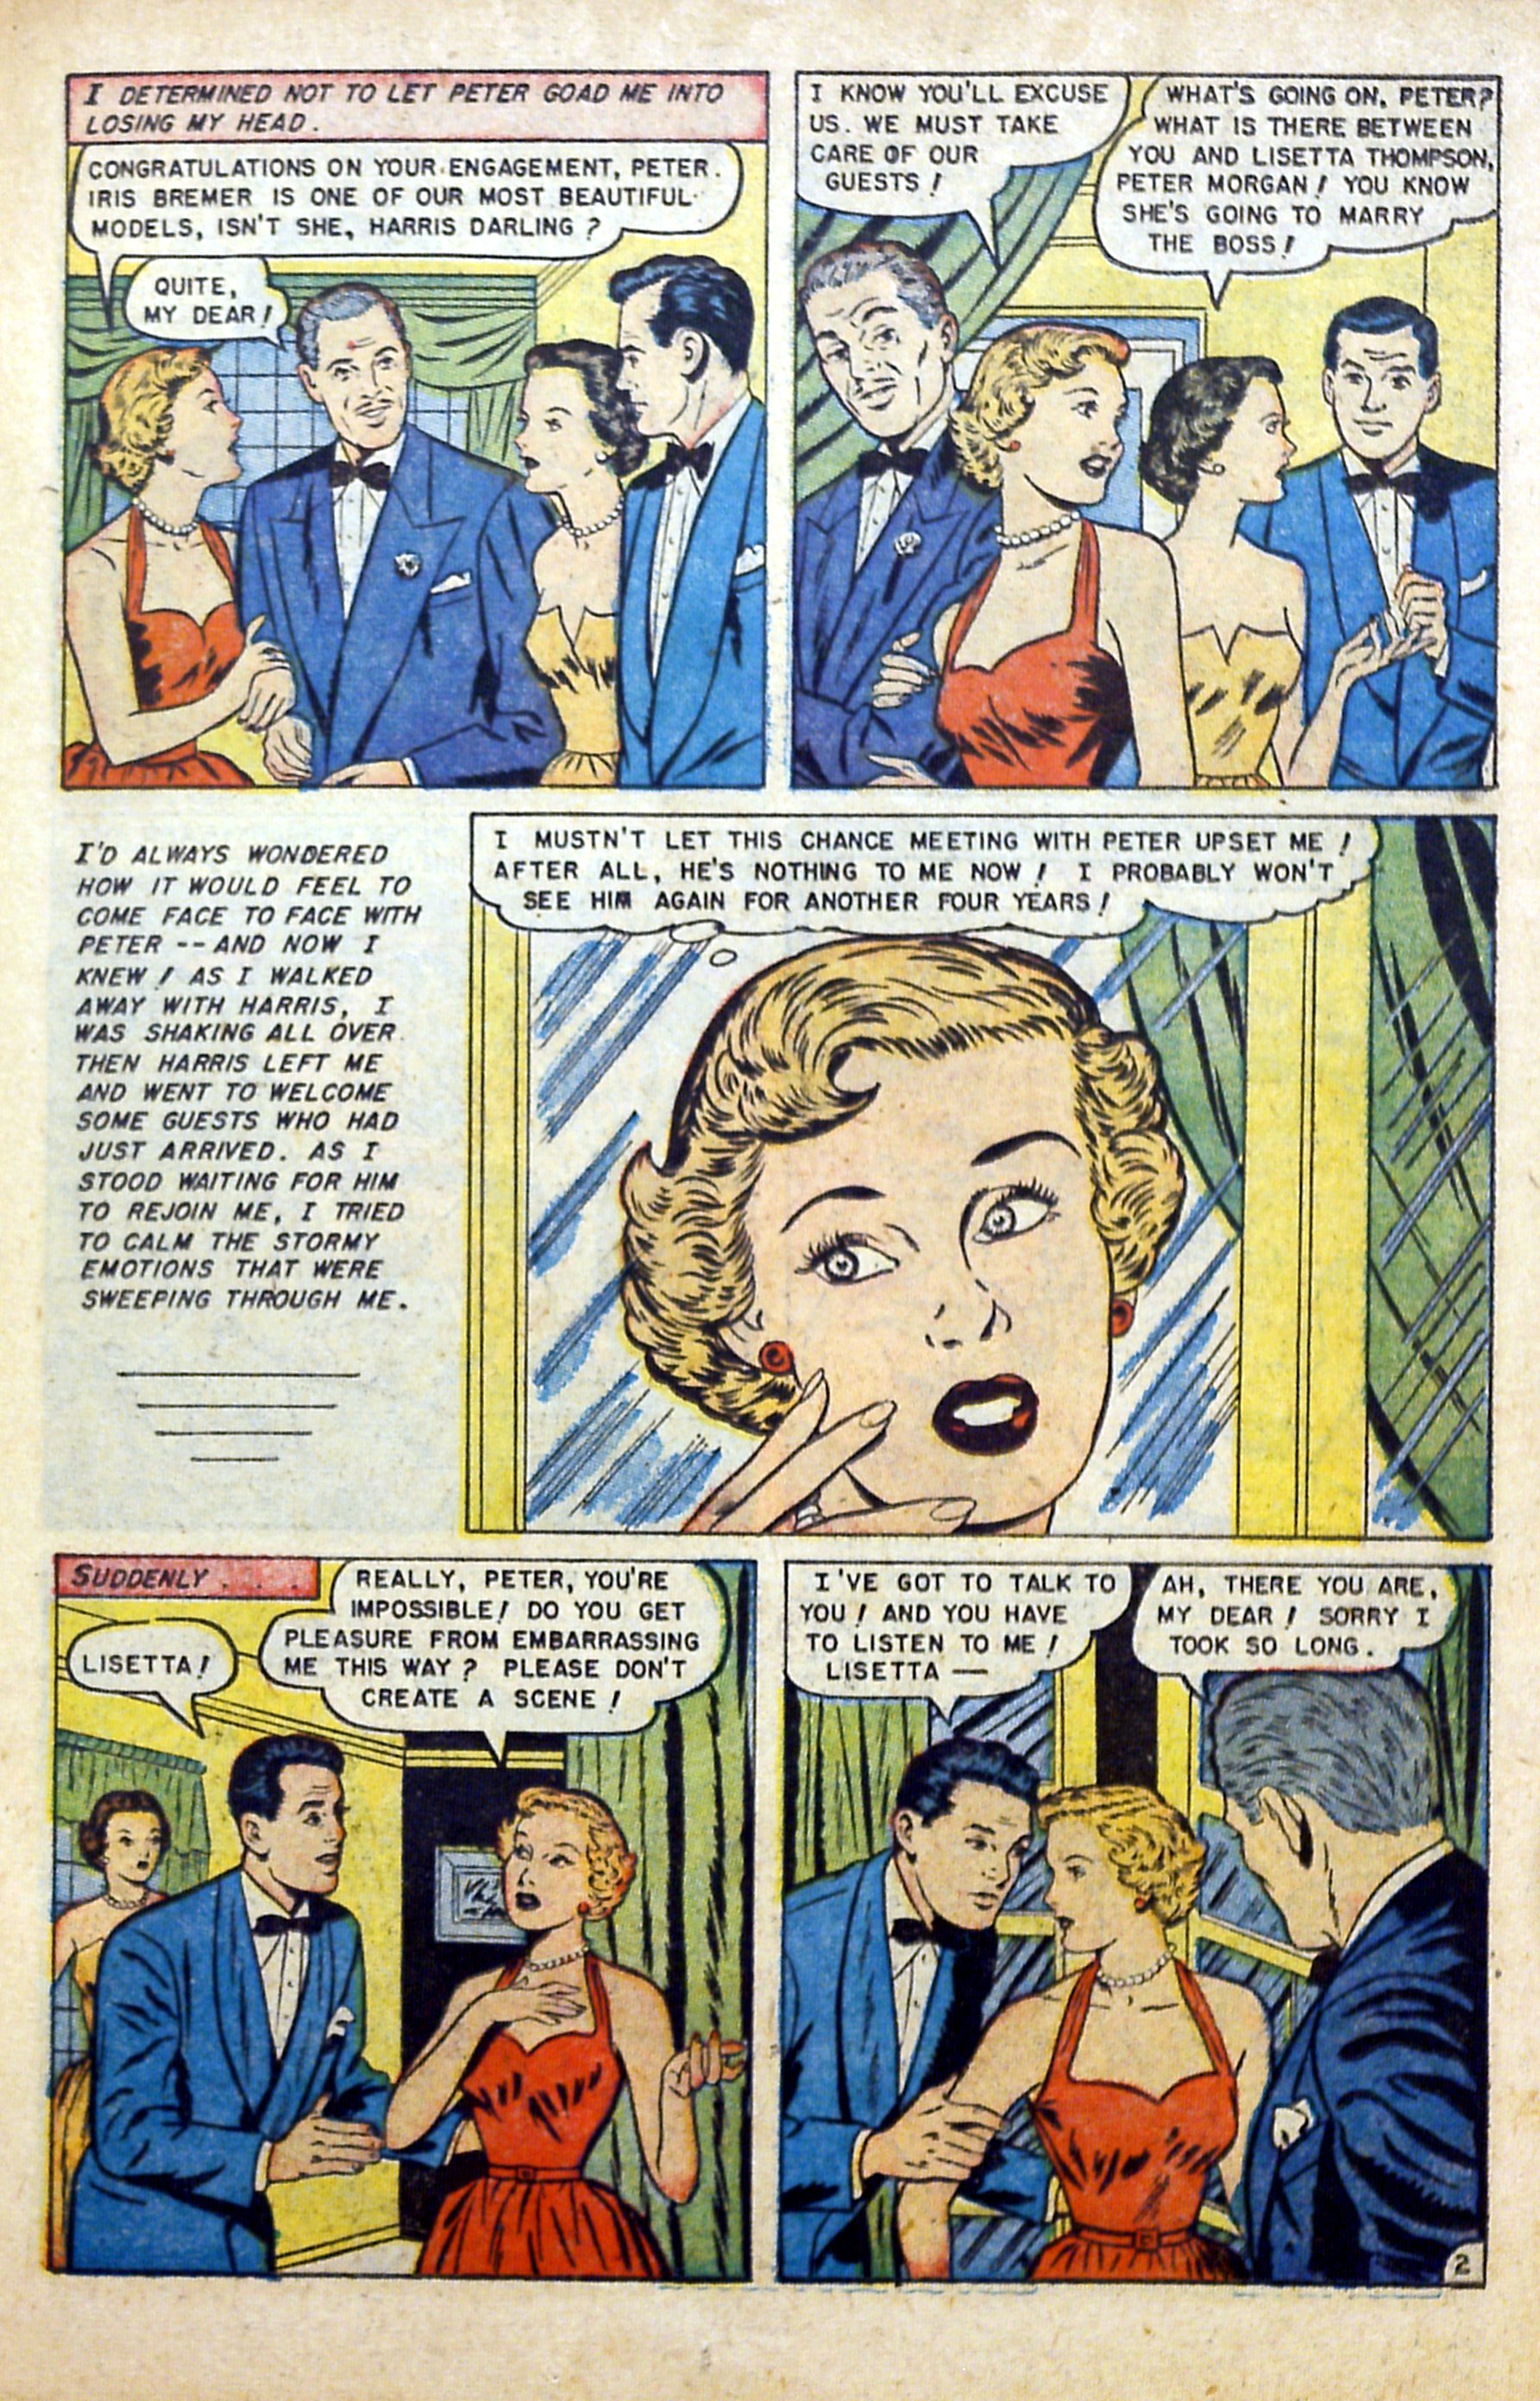 I DETERMINED NOT TO LET PETER GOAD ME INTO
LOSING MY HEAD.
CONGRATULATIONS ON YOUR ENGAGEMENT, PETER.
IRIS BREMER IS ONE OF OUR MOST BEAUTIFUL
MODELS, ISN'T SHE, HARRIS DARLING?
QUITE,
MY DEAR!
I KNOW YOU'LL EXCUSE
US. WE MUST TAKE
CARE OF OUR
GUESTS!
WHAT'S GOING ON, PETER?
WHAT IS THERE BETWEEN
YOU AND LISETTA THOMPSON,
PETER MORGAN! YOU KNOW
SHE'S GOING TO MARRY
THE BOSS!
I'D ALWAYS WONDERED
HOW IT WOULD FEEL TO
COME FACE TO FACE WITH
PETER -- AND NOW I
KNEW! AS I WALKED
AWAY WITH HARRIS, I
WAS SHAKING ALL OVER.
THEN HARRIS LEFT ME
AND WENT TO WELCOME
SOME GUESTS WHO HAD
JUST ARRIVED. AS I
STOOD WAITING FOR HIM
TO REJOIN ME, I TRIED
TO CALM THE STORMY
EMOTIONS THAT WERE
SWEEPING THROUGH ME.
I MUSTN'T LET THIS CHANCE MEETING WITH PETER UPSET ME!
AFTER ALL, HE'S NOTHING TO ME NOW! I PROBABLY WON'T
SEE HIM AGAIN FOR ANOTHER FOUR YEARS!
SUDDENLY . . .
LISETTA!
REALLY, PETER, YOU'RE
IMPOSSIBLE! DO YOU GET
PLEASURE FROM EMBARRASSING
ME THIS WAY? PLEASE DON'T
CREATE A SCENE!
I'VE GOT TO TALK TO
YOU! AND YOU HAVE
TO LISTEN TO ME!
LISETTA —
AH, THERE YOU ARE,
MY DEAR! SORRY I
TOOK SO LONG.
2